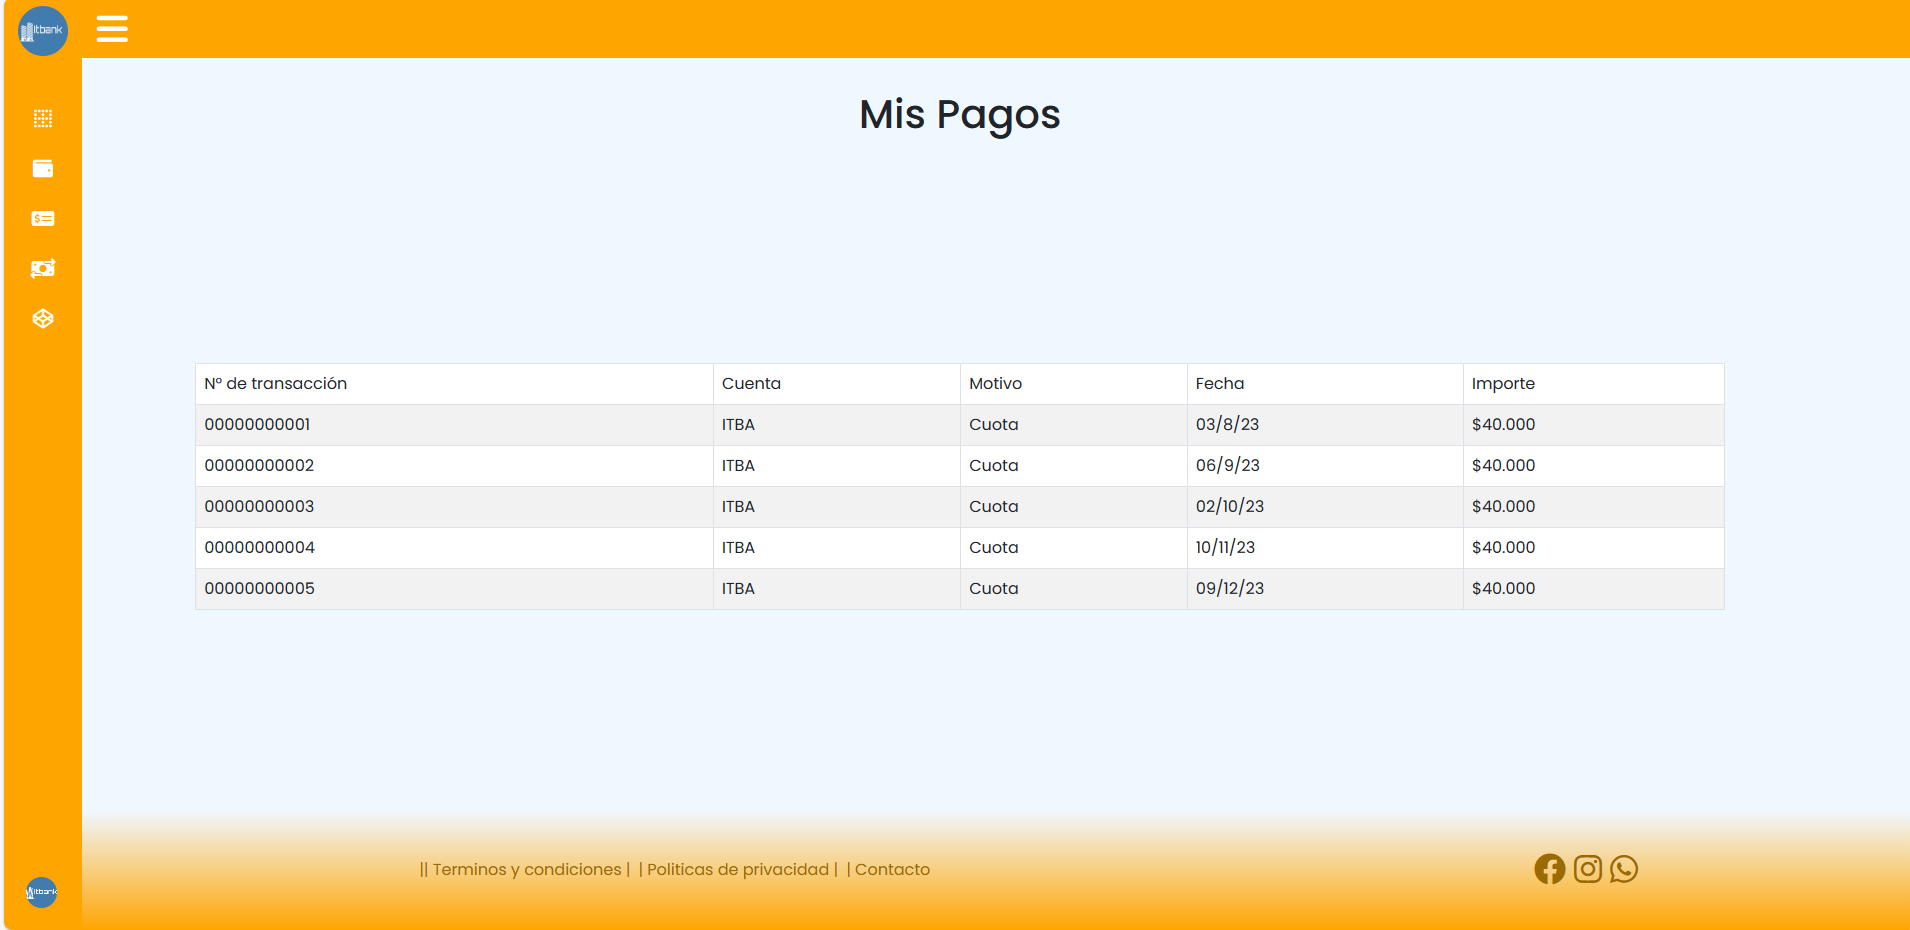 itbank
Mis Pagos
Nº de transacción Cuenta Motivo Fecha Importe
00000000001 ITBA Cuota 03/8/23 $40.000
00000000002 ITBA Cuota 06/9/23 $40.000
00000000003 ITBA Cuota 02/10/23 $40.000
00000000004 ITBA Cuota 10/11/23 $40.000
00000000005 ITBA Cuota 09/12/23 $40.000
|| Terminos y condiciones | | Politicas de privacidad | | Contacto
itbank